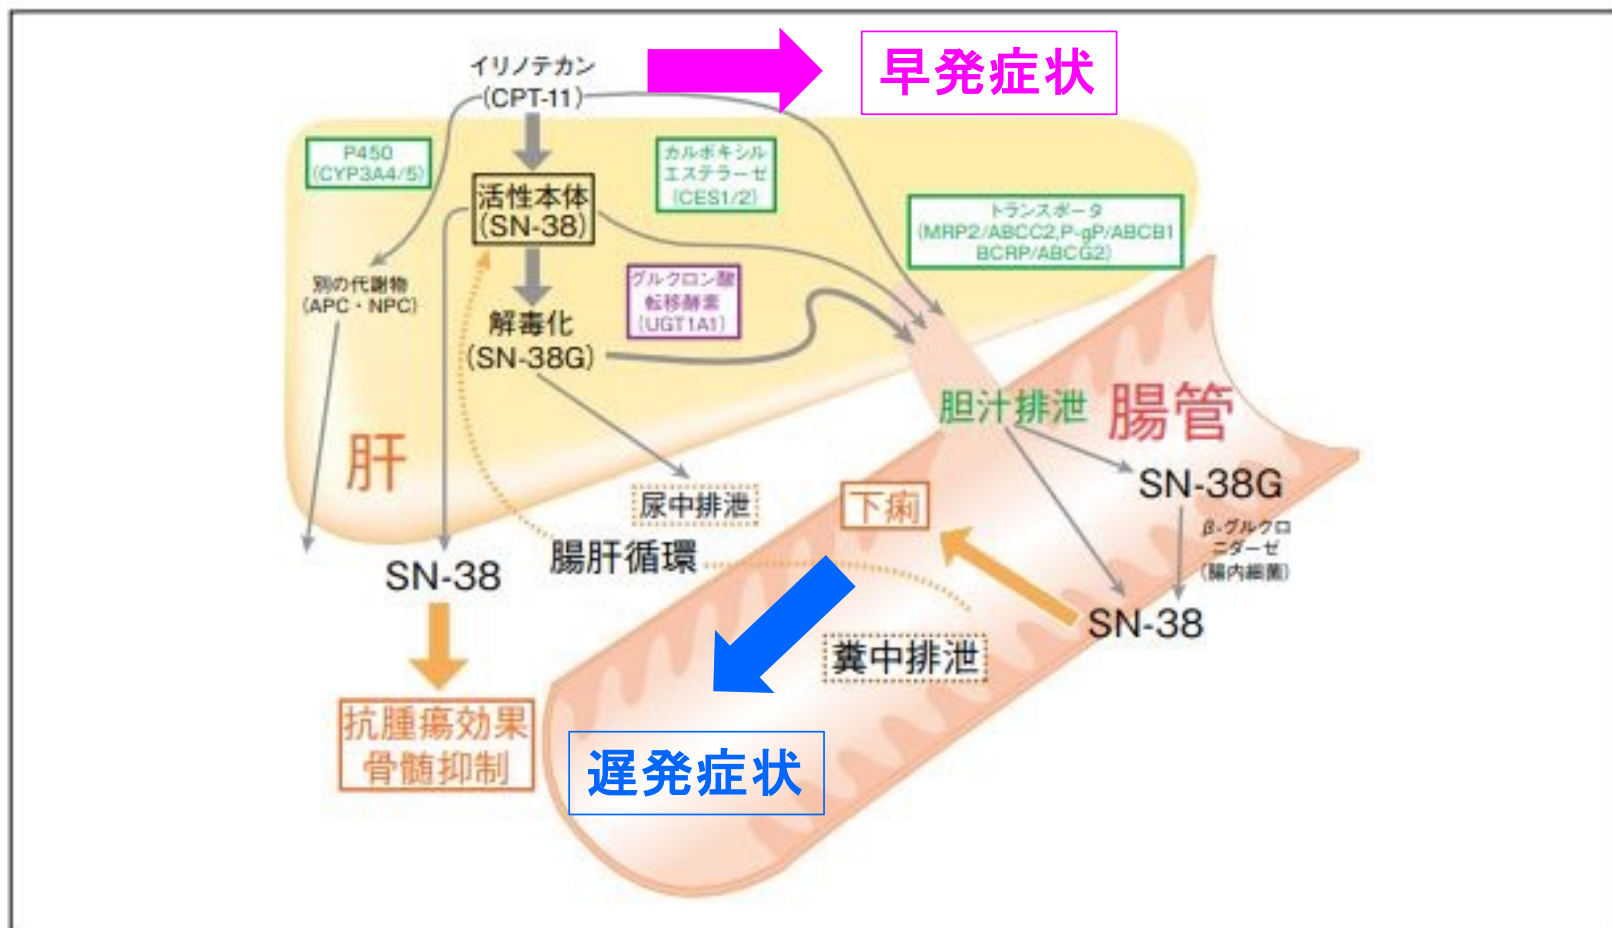 イリノテカン
(CPT-11)
早発症状
P450
(CYP3A4/5)
カルボキシル
エステラーゼ
(CES1/2)
活性本体
(SN-38)
トランスポータ
(MRP2/ABCC2,P-gP/ABCB1
BCRP/ABCG2)
別の代謝物
(APC・NPC)
グルクロン酸
転移酵素
(UGT1A1)
解毒化
(SN-38G)
胆汁排泄
腸管
肝
SN-38G
尿中排泄
下痢
β-グルクロ
ニダーゼ
(腸内細菌)
腸肝循環
SN-38
SN-38
糞中排泄
抗腫瘍効果
骨髄抑制
遅発症状